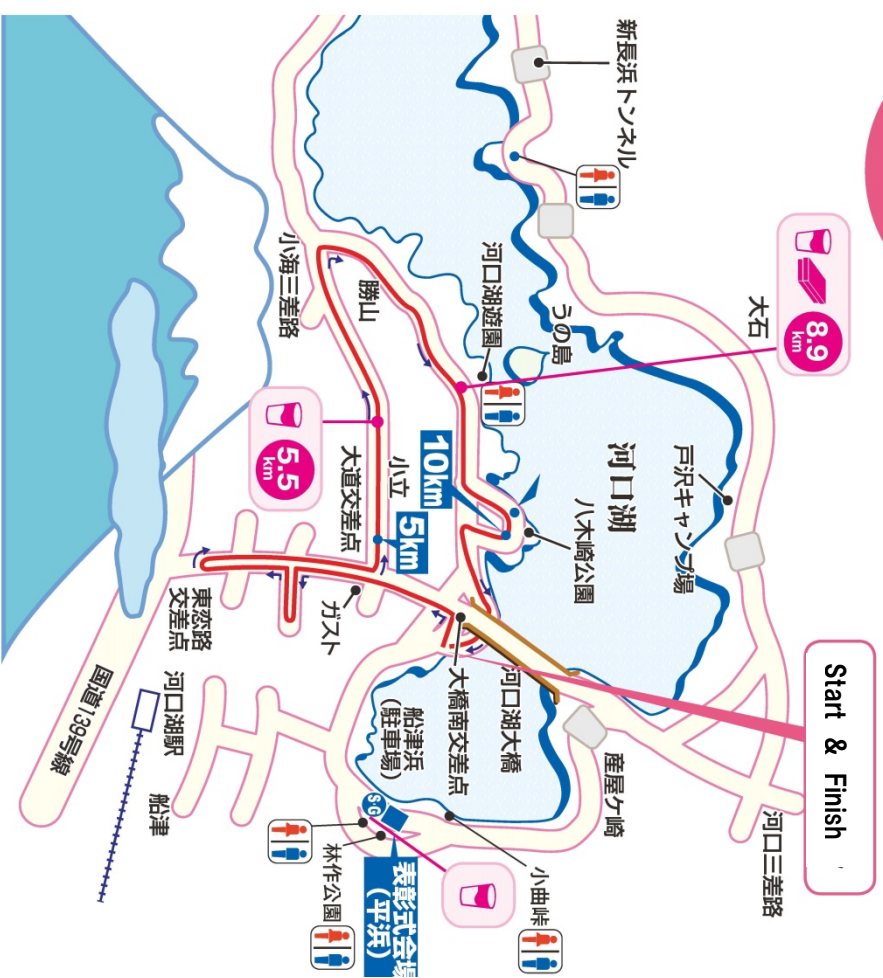 新長浜トンネル
大石
8.9
km
うの島
河口湖遊園
戸沢キャンプ場
河口湖
八木崎公園
小海三差路
勝山
10km
小立
5km
大道交差点
5.5
km
Start & Finish
河口三差路
産屋ケ崎
河口湖大橋
大橋南交差点
船津浜
(駐車場)
ガスト
東恋路
交差点
国道139号線
河口湖駅
船津
S・G
小曲峠
林作公園
表彰式会場
(平浜)